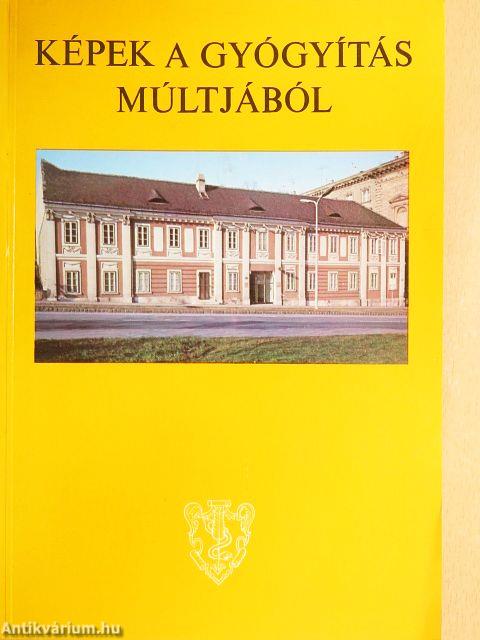 KÉPEK A GYÓGYÍTÁS
MÚLTJÁBÓL
Antikvárium.hu